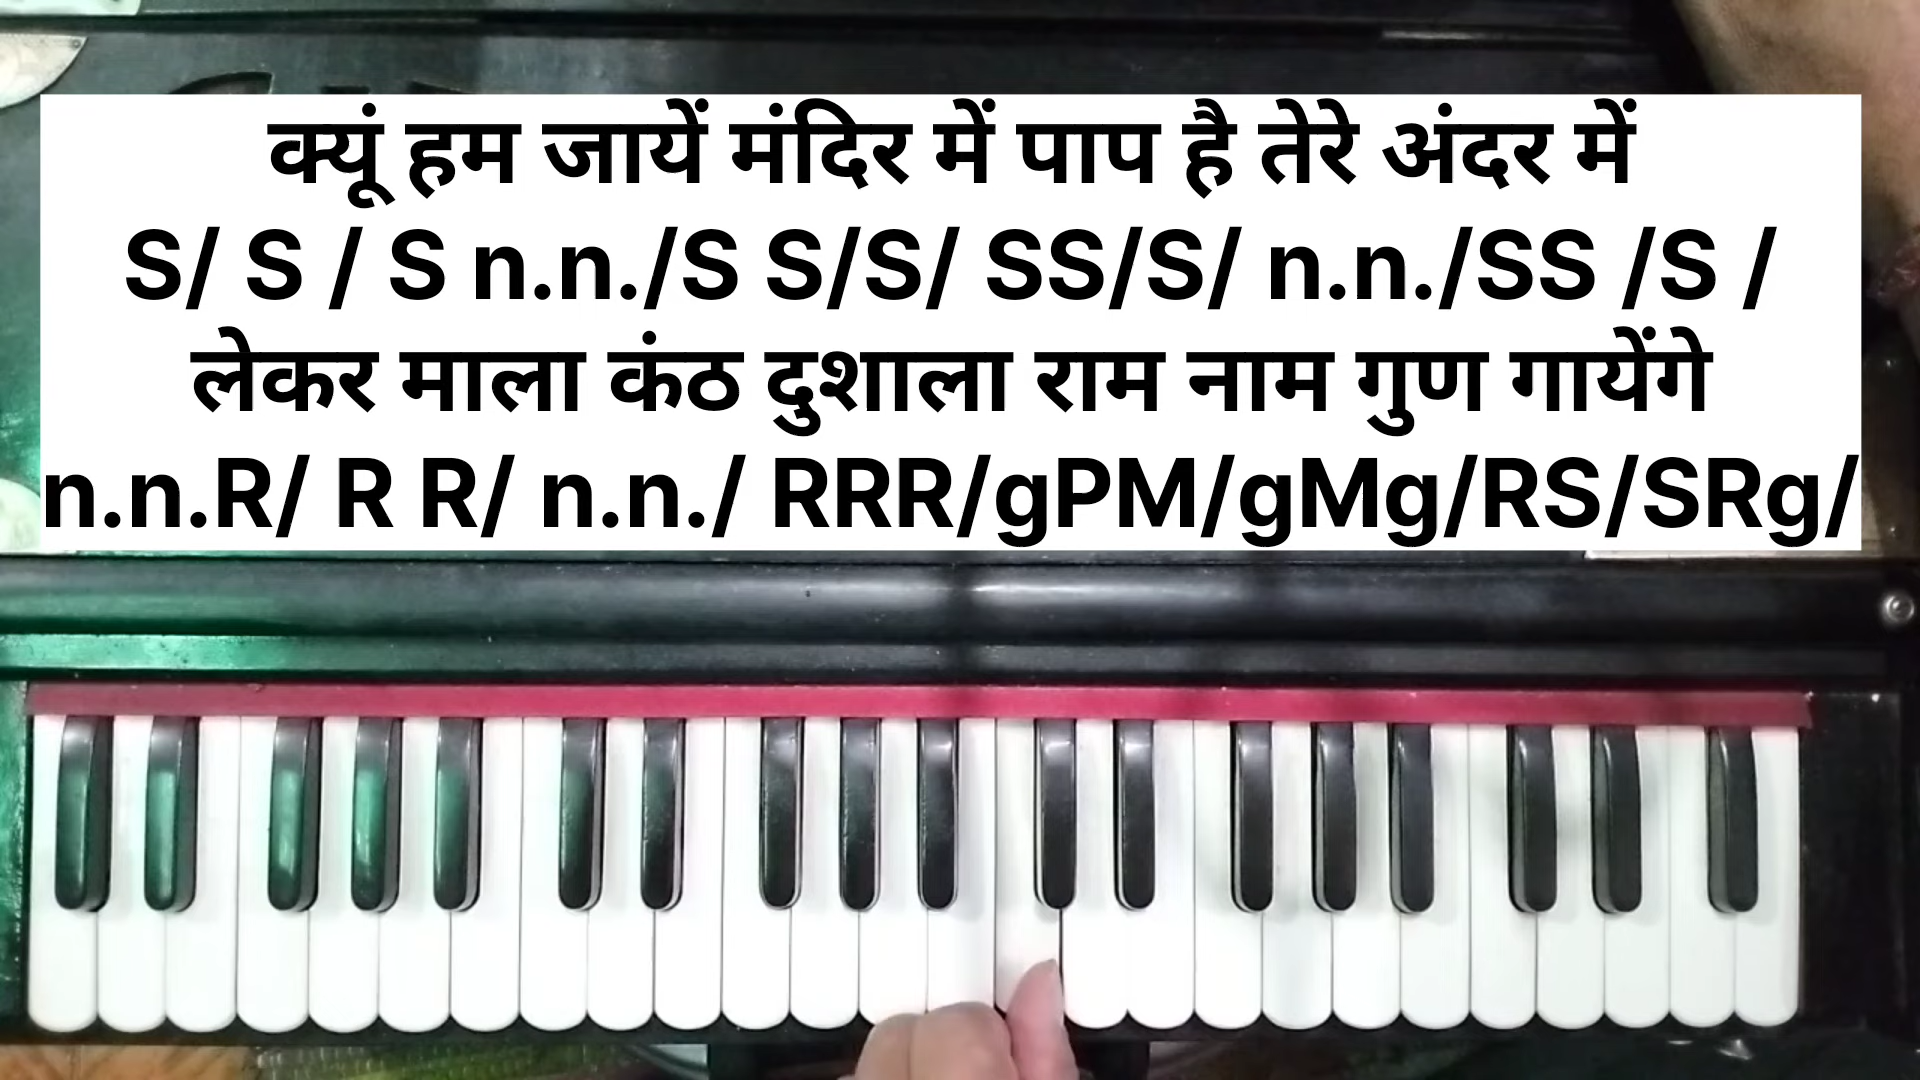 क्यूं हम जायें मंदिर में पाप है तेरे अंदर में
S/ S / S n.n./S S/S/ SS/S/ n.n./SS /S /
लेकर माला कंठ दुशाला राम नाम गुण गायेंगे
n.n.R/ R R/ n.n./ RRR/gPM/gMg/RS/SRg/